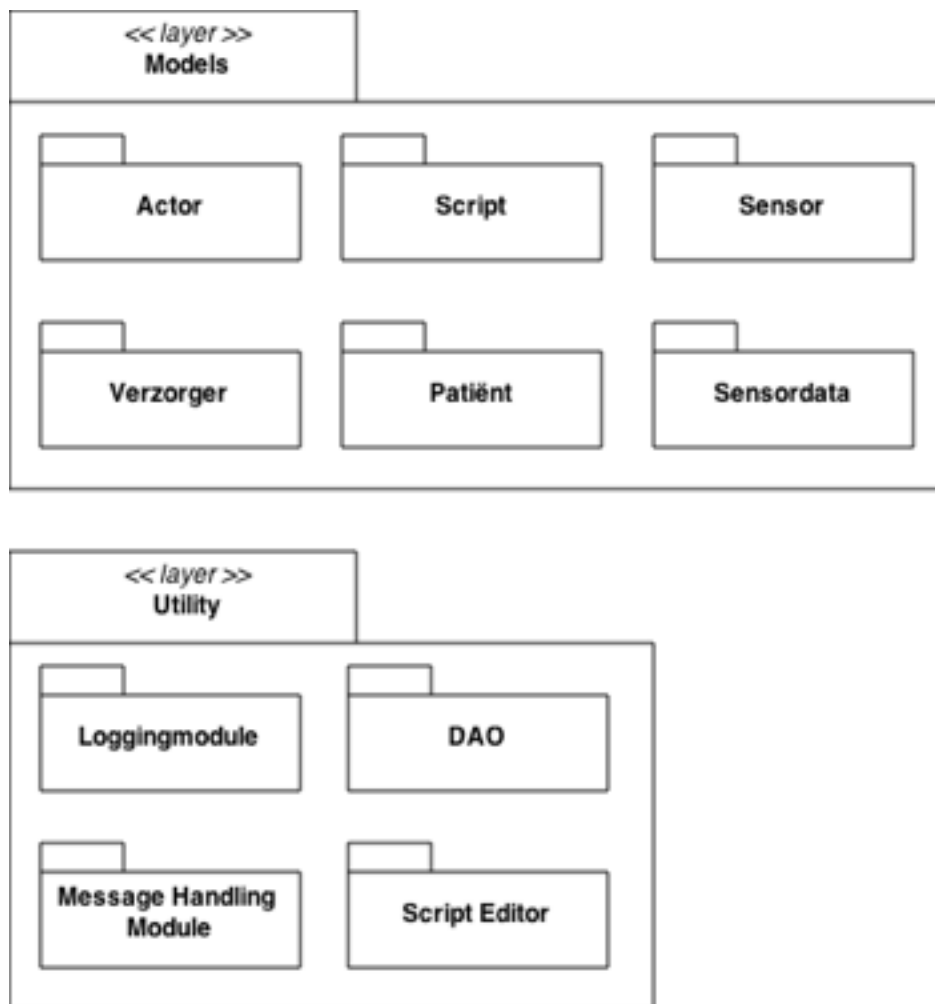 << layer >>
Models
Actor
Script
Sensor
Verzorger
Patiënt
Sensordata
<< layer >>
Utility
Loggingmodule
DAO
Message Handling
Module
Script Editor